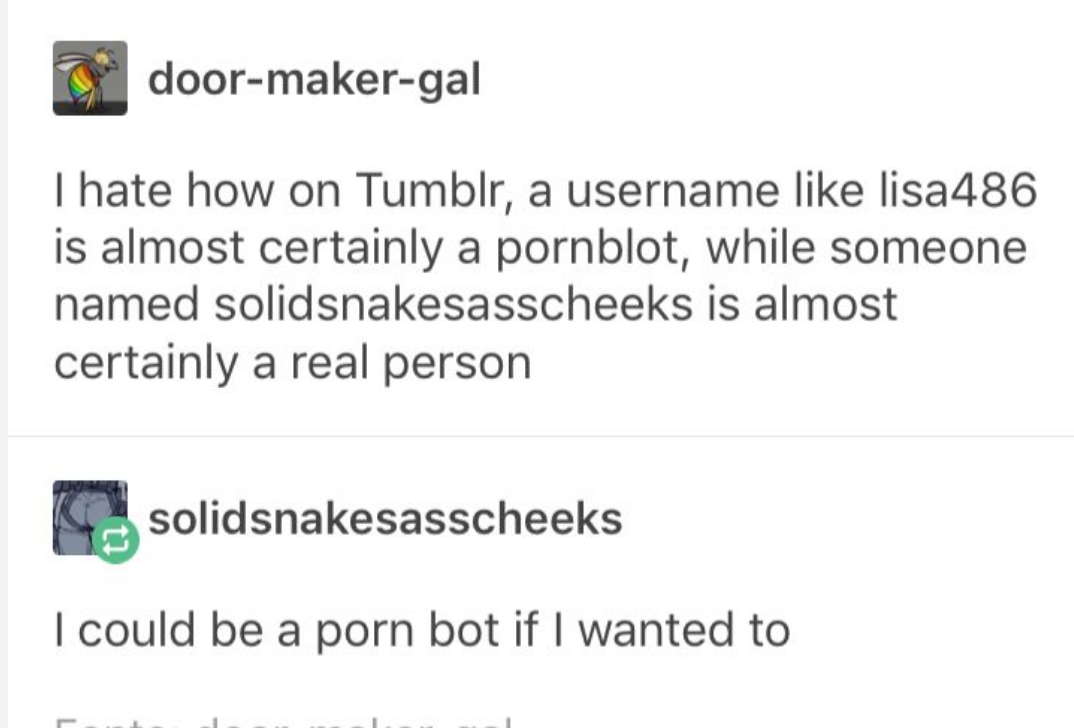 door-maker-gal
I hate how on Tumblr, a username like lisa486
is almost certainly a pornblot, while someone
named solidsnakesasscheeks is almost
certainly a real person
solidsnakesasscheeks
I could be a porn bot if I wanted to